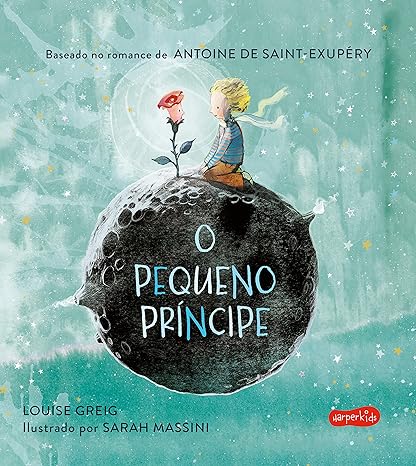 Baseado no romance de ANTOINE DE SAINT-EXUPÉRY
O
PEQUENO
PRÍNCIPE
LOUISE GREIG
Ilustrado por SARAH MASSINI
harperkids